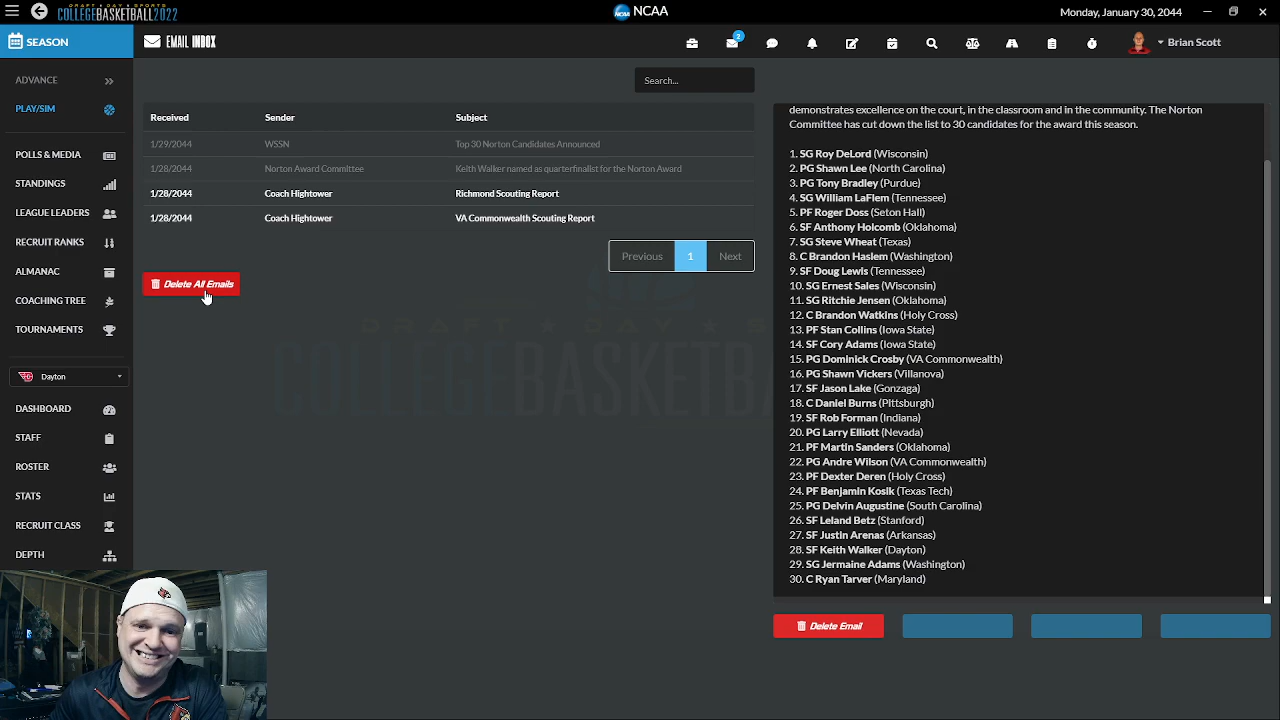 DRAFT • DAY • SPORTS
COLLEGE BASKETBALL 2022
NCAA
Monday, January 30, 2044
SEASON
EMAIL INBOX
2
Brian Scott
ADVANCE
PLAY/SIM
POLLS & MEDIA
STANDINGS
LEAGUE LEADERS
RECRUIT RANKS
ALMANAC
COACHING TREE
TOURNAMENTS
Dayton
DASHBOARD
STAFF
ROSTER
STATS
RECRUIT CLASS
DEPTH
Search...
Received Sender Subject
1/29/2044 WSSN Top 30 Norton Candidates Announced
1/28/2044 Norton Award Committee Keith Walker named as quarterfinalist for the Norton Award
1/28/2044 Coach Hightower Richmond Scouting Report
1/28/2044 Coach Hightower VA Commonwealth Scouting Report
Previous 1 Next
Delete All Emails
DRAFT ★ DAY ★ S
COLLEGEBASKETBA
demonstrates excellence on the court, in the classroom and in the community. The Norton
Committee has cut down the list to 30 candidates for the award this season.
1. SG Roy DeLord (Wisconsin)
2. PG Shawn Lee (North Carolina)
3. PG Tony Bradley (Purdue)
4. SG William LaFlem (Tennessee)
5. PF Roger Doss (Seton Hall)
6. SF Anthony Holcomb (Oklahoma)
7. SG Steve Wheat (Texas)
8. C Brandon Haslem (Washington)
9. SF Doug Lewis (Tennessee)
10. SG Ernest Sales (Wisconsin)
11. SG Ritchie Jensen (Oklahoma)
12. C Brandon Watkins (Holy Cross)
13. PF Stan Collins (Iowa State)
14. SF Cory Adams (Iowa State)
15. PG Dominick Crosby (VA Commonwealth)
16. PG Shawn Vickers (Villanova)
17. SF Jason Lake (Gonzaga)
18. C Daniel Burns (Pittsburgh)
19. SF Rob Forman (Indiana)
20. PG Larry Elliott (Nevada)
21. PF Martin Sanders (Oklahoma)
22. PG Andre Wilson (VA Commonwealth)
23. PF Dexter Deren (Holy Cross)
24. PF Benjamin Kosik (Texas Tech)
25. PG Delvin Augustine (South Carolina)
26. SF Leland Betz (Stanford)
27. SF Justin Arenas (Arkansas)
28. SF Keith Walker (Dayton)
29. SG Jermaine Adams (Washington)
30. C Ryan Tarver (Maryland)
Delete Email